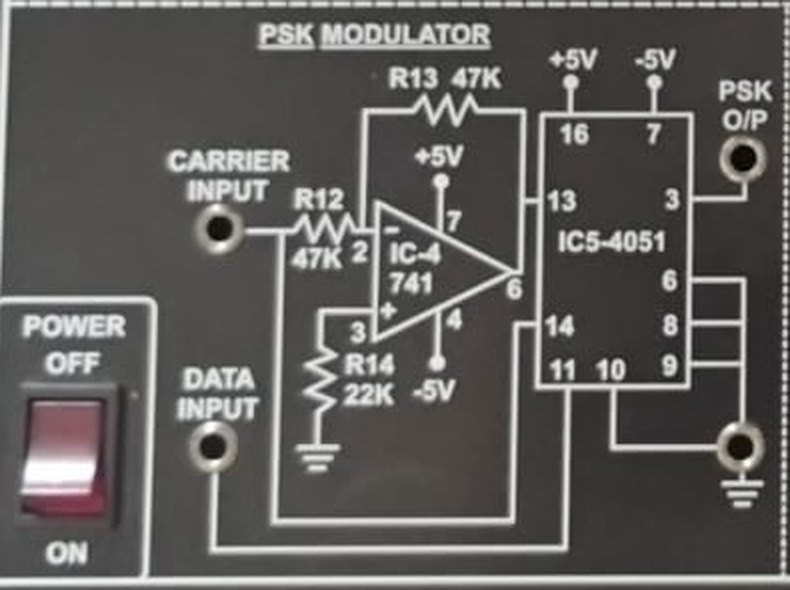 PSK MODULATOR
R13 47K
+5V
-5V
PSK
O/P
16
7
CARRIER
INPUT
+5V
R12
7
13
3
47K
2
-
IC-4
741
IC5-4051
6
6
+
3
4
14
8
POWER
OFF
R14
22K
-5V
11
10
9
DATA
INPUT
ON